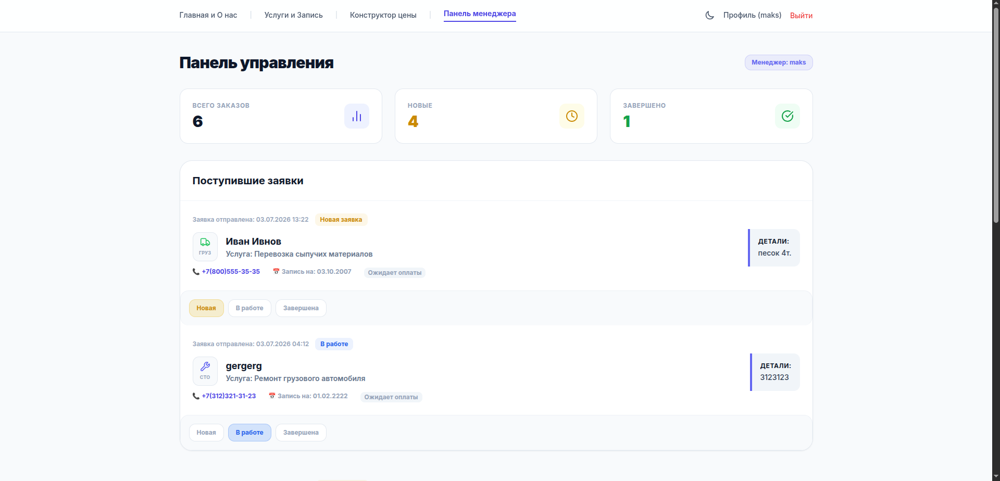 Главная и О нас | Услуги и Запись | Конструктор цены | Панель менеджера Профиль (maks) Выйти
Панель управления Менеджер: maks
ВСЕГО ЗАКАЗОВ
6
НОВЫЕ
4
ЗАВЕРШЕНО
1
Поступившие заявки
Заявка отправлена: 03.07.2026 13:22 Новая заявка
ГРУЗ
Иван Ивнов
Услуга: Перевозка сыпучих материалов
+7(800)555-35-35 Запись на: 03.10.2007 Ожидает оплаты
ДЕТАЛИ:
песок 4т.
Новая В работе Завершена
Заявка отправлена: 03.07.2026 04:12 В работе
СТО
gergerg
Услуга: Ремонт грузового автомобиля
+7(312)321-31-23 Запись на: 01.02.2222 Ожидает оплаты
ДЕТАЛИ:
3123123
Новая В работе Завершена